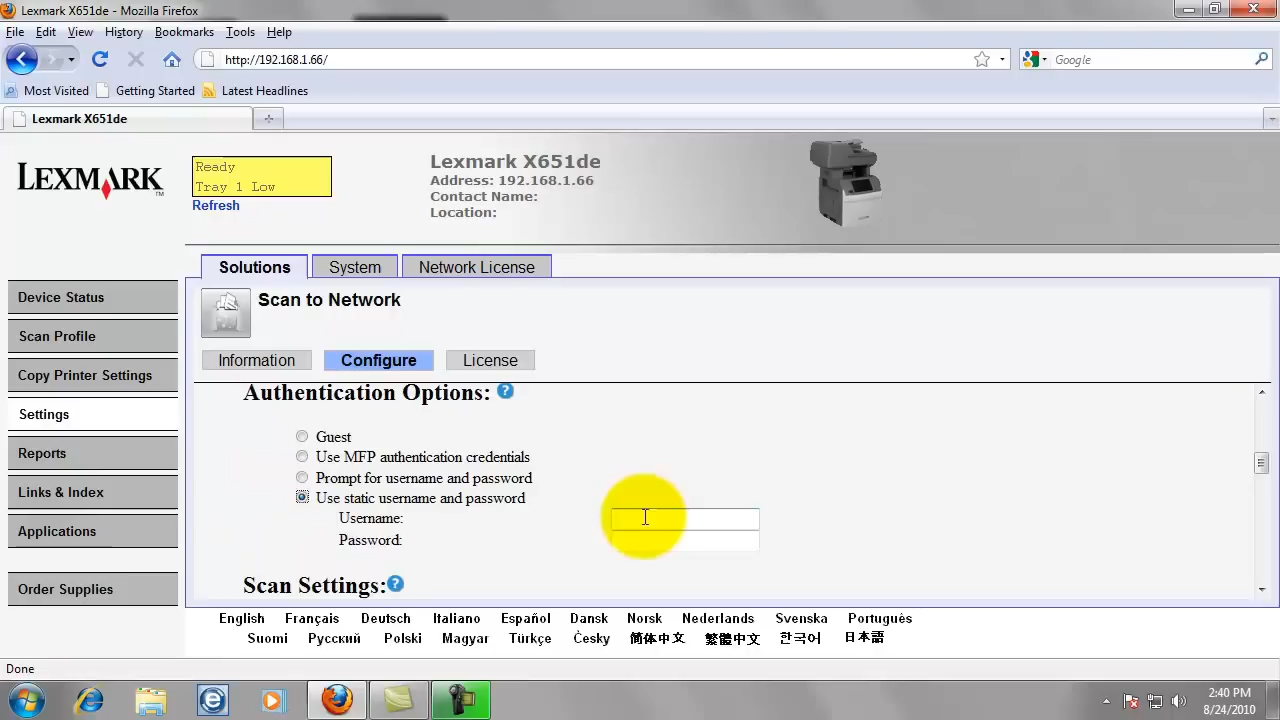 Lexmark X651de - Mozilla Firefox
File Edit View History Bookmarks Tools Help
http://192.168.1.66/
Google
Most Visited Getting Started Latest Headlines
Lexmark X651de
LEXMARK™
Ready
Tray 1 Low
Refresh
Lexmark X651de
Address: 192.168.1.66
Contact Name:
Location:
Solutions System Network License
Device Status
Scan Profile
Copy Printer Settings
Settings
Reports
Links & Index
Applications
Order Supplies
Scan to Network
Information Configure License
Authentication Options: ?
Guest
Use MFP authentication credentials
Prompt for username and password
Use static username and password
Username:
Password:
Scan Settings: ?
English Français Deutsch Italiano Español Dansk Norsk Nederlands Svenska Português
Suomi Русский Polski Magyar Türkçe Česky 简体中文 繁體中文 한국어 日本語
Done
2:40 PM
8/24/2010